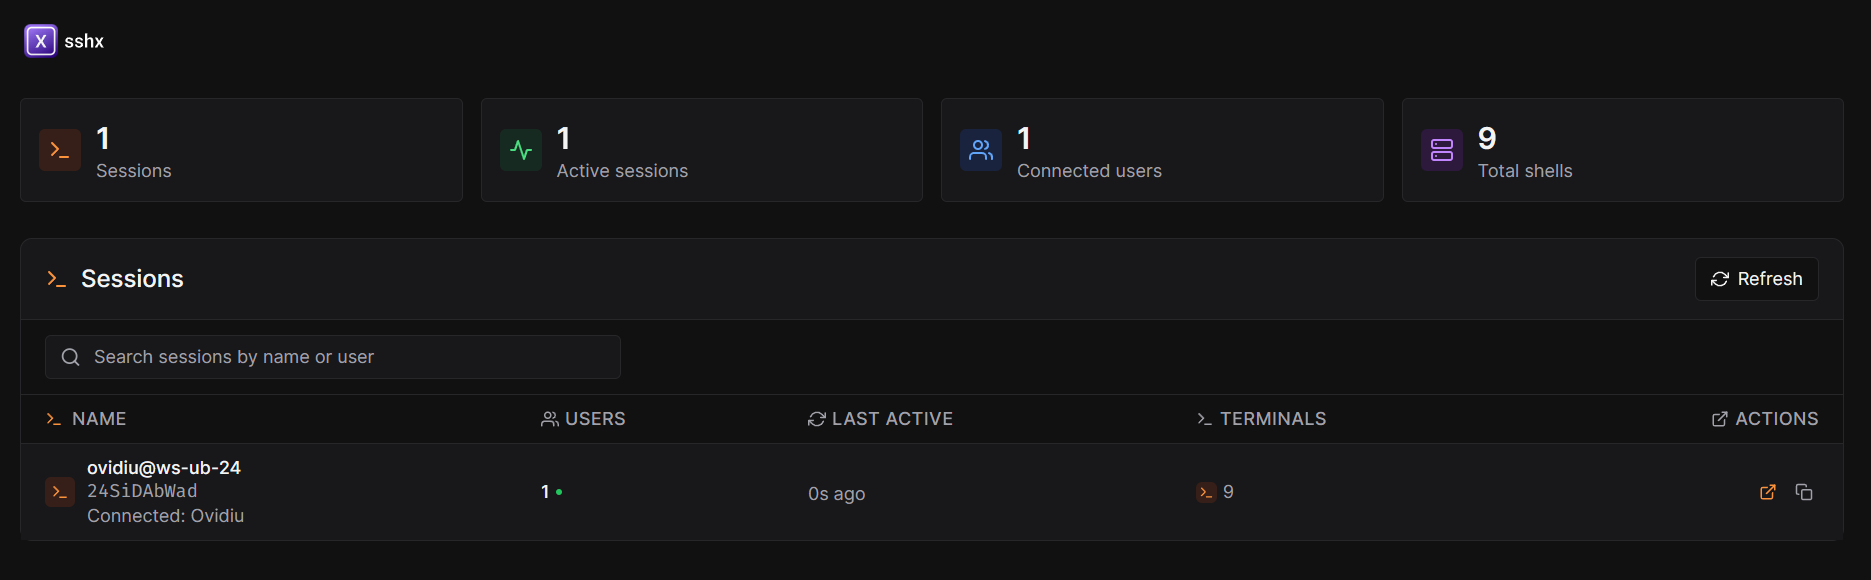 X sshx
1
Sessions
1
Active sessions
1
Connected users
9
Total shells
Sessions
Refresh
Search sessions by name or user
NAME USERS LAST ACTIVE TERMINALS ACTIONS
ovidiu@ws-ub-24
24SiDAbWad
Connected: Ovidiu
1
0s ago
9